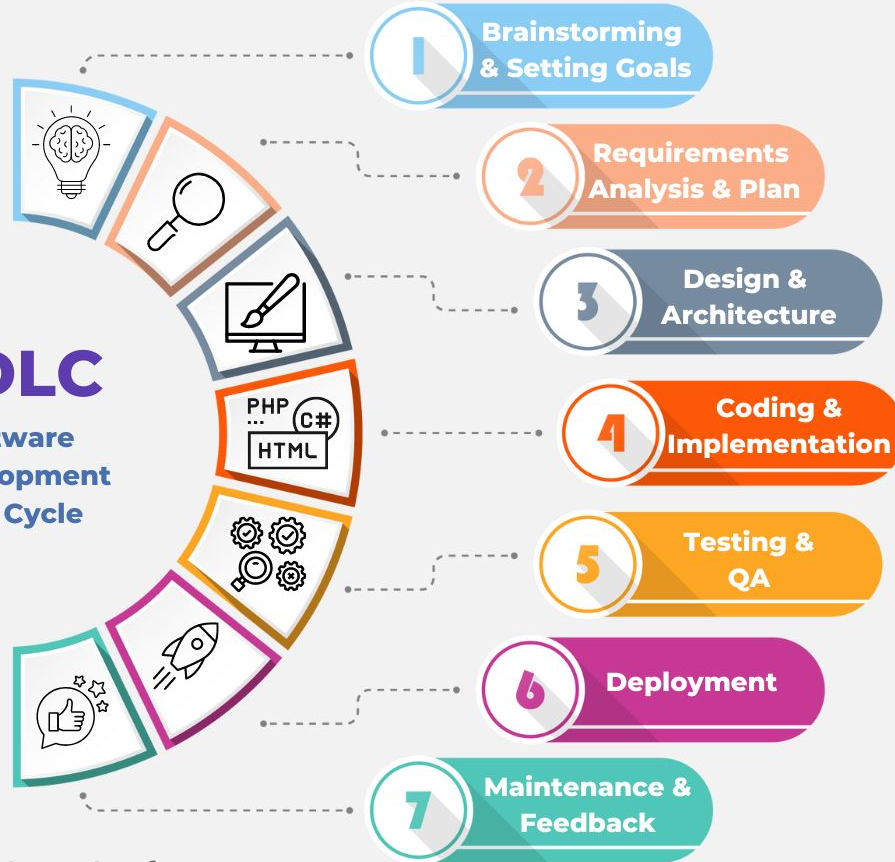 1
Brainstorming
& Setting Goals
2
Requirements
Analysis & Plan
3
Design &
Architecture
DLC
tware
opment
Cycle
PHP
...
C#
HTML
4
Coding &
Implementation
5
Testing &
QA
6
Deployment
7
Maintenance &
Feedback